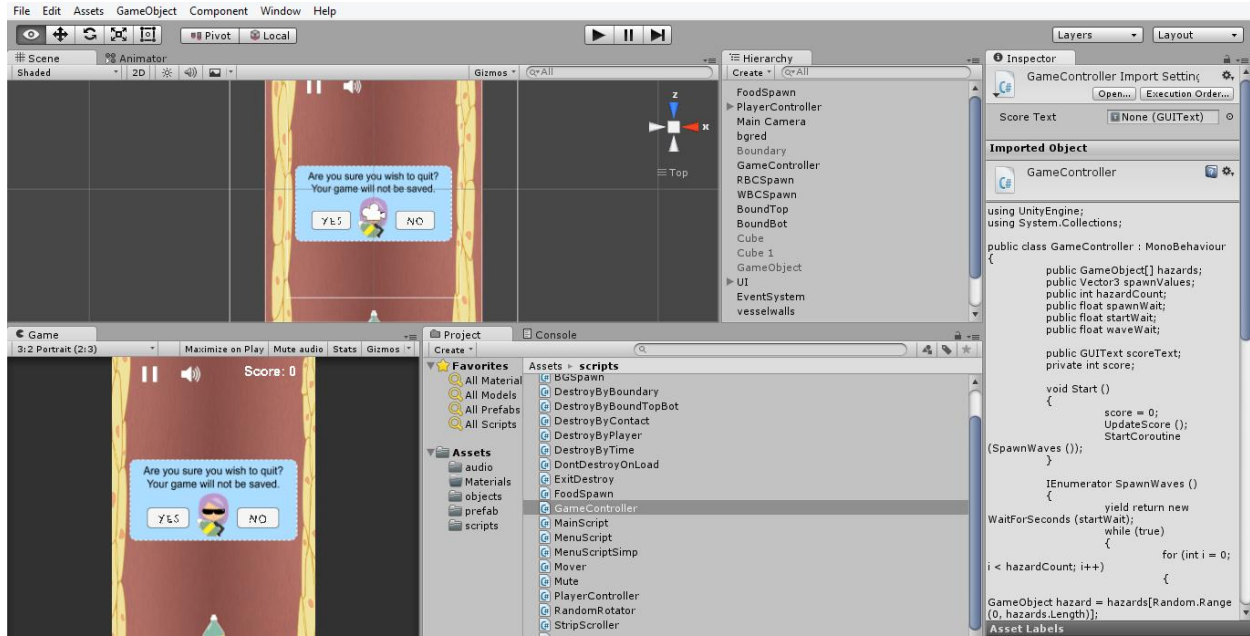 File Edit Assets GameObject Component Window Help
Pivot Local
Layers Layout
Scene Animator
Shaded 2D Gizmos All
Are you sure you wish to quit?
Your game will not be saved.
YES NO
z
x
Top
Hierarchy
Create All
FoodSpawn
PlayerController
Main Camera
bgred
Boundary
GameController
RBCSpawn
WBCSpawn
BoundTop
BoundBot
Cube
Cube 1
GameObject
UI
EventSystem
vesselwalls
Game
3:2 Portrait (2:3) Maximize on Play Mute audio Stats Gizmos
Score: 0
Are you sure you wish to quit?
Your game will not be saved.
YES NO
Project Console
Create
Favorites
All Material
All Models
All Prefabs
All Scripts
Assets
audio
Materials
objects
prefab
scripts
Assets scripts
BGSpawn
DestroyByBoundary
DestroyByBoundTopBot
DestroyByContact
DestroyByPlayer
DestroyByTime
DontDestroyOnLoad
ExitDestroy
FoodSpawn
GameController
MainScript
MenuScript
MenuScriptSimp
Mover
Mute
PlayerController
RandomRotator
StripScroller
Inspector
GameController Import Setting
C#
Open... Execution Order...
Score Text None (GUIText)
Imported Object
C# GameController
using UnityEngine;
using System.Collections;
public class GameController : MonoBehaviour
{
public GameObject[] hazards;
public Vector3 spawnValues;
public int hazardCount;
public float spawnWait;
public float startWait;
public float waveWait;
public GUIText scoreText;
private int score;
void Start ()
{
score = 0;
UpdateScore ();
StartCoroutine
(SpawnWaves ());
}
IEnumerator SpawnWaves ()
{
yield return new
WaitForSeconds (startWait);
while (true)
{
for (int i = 0;
i < hazardCount; i++)
{
GameObject hazard = hazards[Random.Range
(0, hazards.Length)];
Asset Labels